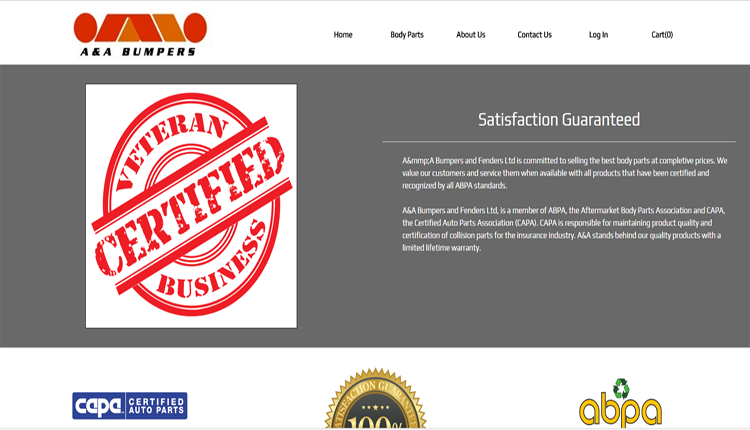 A&A BUMPERS
Home Body Parts About Us Contact Us Log In Cart(0)
VETERAN
CERTIFIED
BUSINESS
Satisfaction Guaranteed
A&mmp;A Bumpers and Fenders Ltd is committed to selling the best body parts at completive prices. We
value our customers and service them when available with all products that have been certified and
recognized by all ABPA standards.
A&A Bumpers and Fenders Ltd, is a member of ABPA, the Aftermarket Body Parts Association and CAPA,
the Certified Auto Parts Association (CAPA). CAPA is responsible for maintaining product quality and
certification of collision parts for the insurance industry. A&A stands behind our quality products with a
limited lifetime warranty.
capa CERTIFIED
AUTO PARTS
SATISFACTION GUARANTEE
100%
abpa